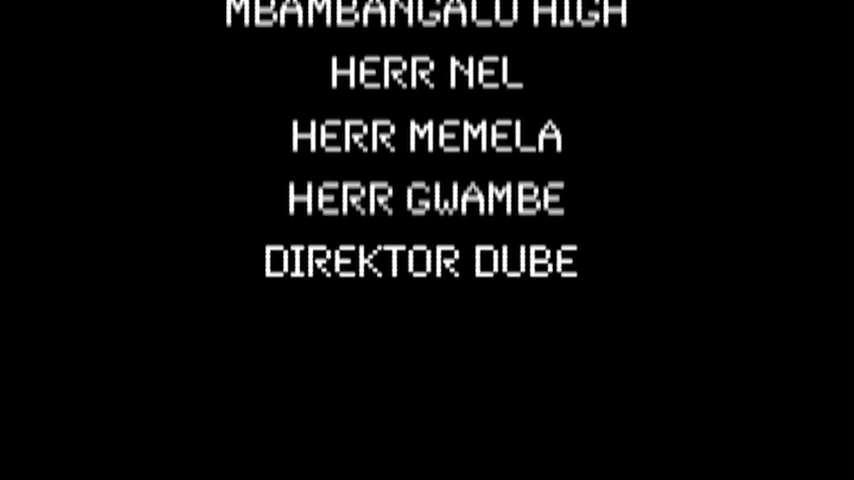 MBAMBANGALO HIGH
HERR NEL
HERR MEMELA
HERR GWAMBE
DIREKTOR DUBE